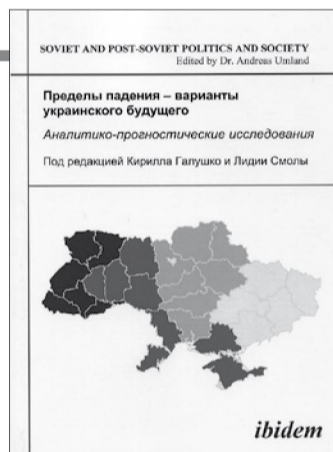 SOVIET AND POST-SOVIET POLITICS AND SOCIETY
Edited by Dr. Andreas Umland
Пределы падения – варианты
украинского будущего
Аналитико-прогностические исследования
Под редакцией Кирилла Галушко и Лидии Смолы
ibidem